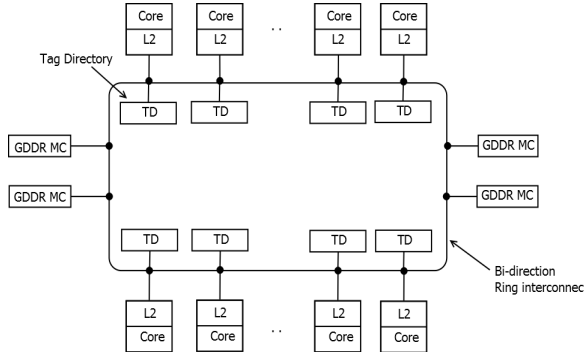 Core Core Core Core
L2 L2 . . L2 L2
Tag Directory
TD TD TD TD
GDDR MC GDDR MC
GDDR MC GDDR MC
TD TD TD TD
Bi-direction
Ring interconnec
L2 L2 L2 L2
Core Core . . Core Core